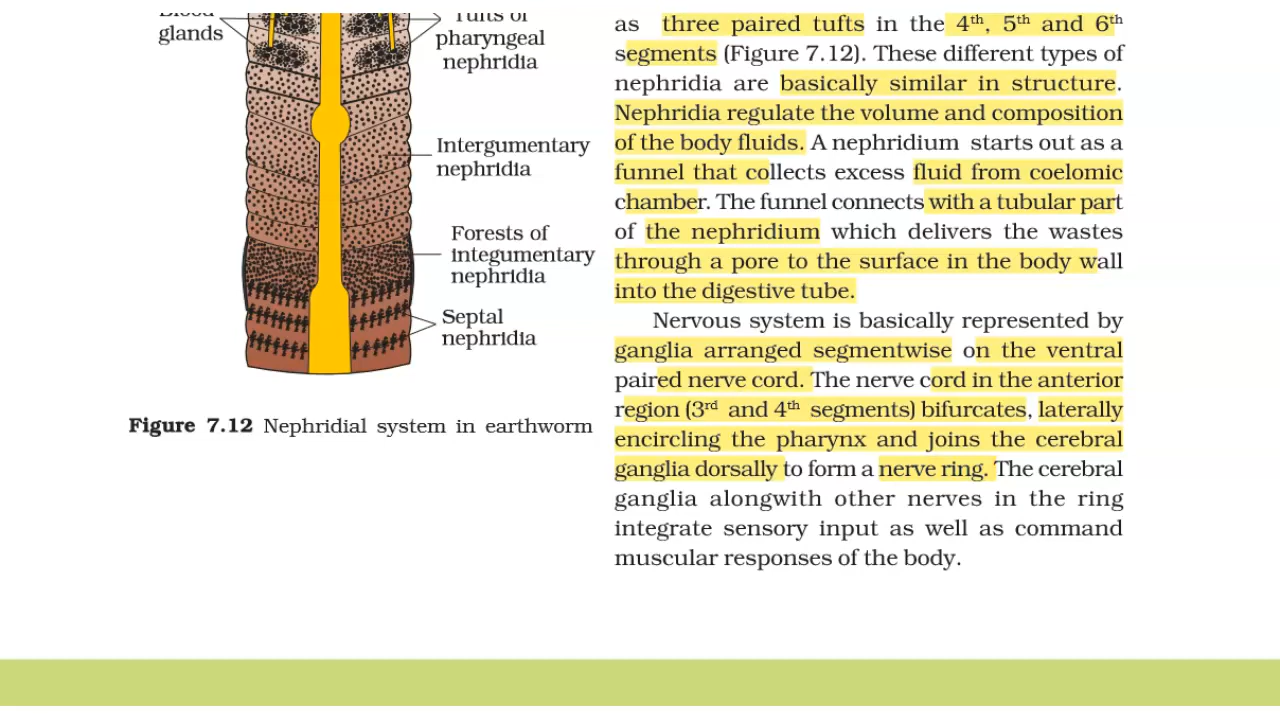 glands
pharyngeal
nephridia
Intergumentary
nephridia
Forests of
integumentary
nephridia
Septal
nephridia
Figure 7.12 Nephridial system in earthworm
as three paired tufts in the 4th, 5th and 6th
segments (Figure 7.12). These different types of
nephridia are basically similar in structure.
Nephridia regulate the volume and composition
of the body fluids. A nephridium starts out as a
funnel that collects excess fluid from coelomic
chamber. The funnel connects with a tubular part
of the nephridium which delivers the wastes
through a pore to the surface in the body wall
into the digestive tube.
Nervous system is basically represented by
ganglia arranged segmentwise on the ventral
paired nerve cord. The nerve cord in the anterior
region (3rd and 4th segments) bifurcates, laterally
encircling the pharynx and joins the cerebral
ganglia dorsally to form a nerve ring. The cerebral
ganglia alongwith other nerves in the ring
integrate sensory input as well as command
muscular responses of the body.